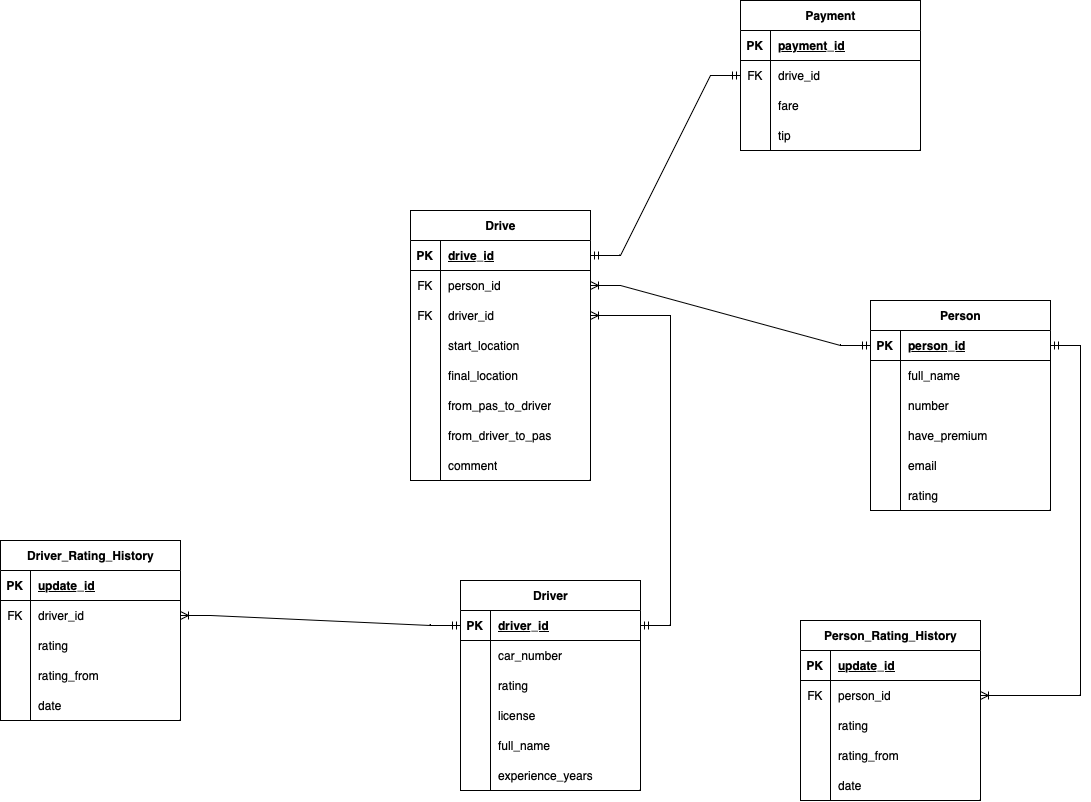 Payment
PK payment_id
FK drive_id
fare
tip
Drive
PK drive_id
FK person_id
FK driver_id
start_location
final_location
from_pas_to_driver
from_driver_to_pas
comment
Person
PK person_id
full_name
number
have_premium
email
rating
Driver_Rating_History
PK update_id
FK driver_id
rating
rating_from
date
Driver
PK driver_id
car_number
rating
license
full_name
experience_years
Person_Rating_History
PK update_id
FK person_id
rating
rating_from
date